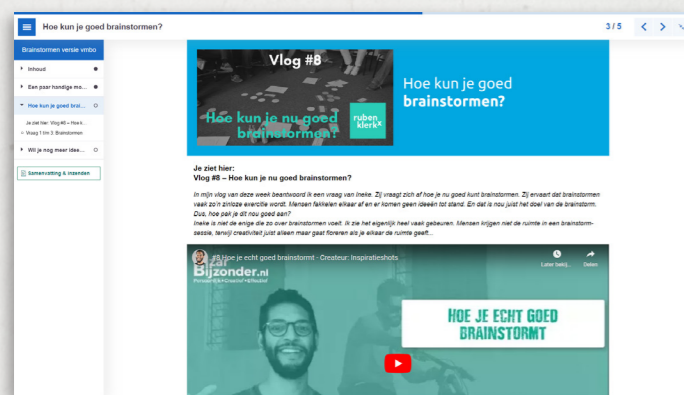 Hoe kun je goed brainstormen?
3 / 5
Brainstormen versie vmbo
Inhoud
Een paar handige mo...
Hoe kun je goed brai...
Je ziet hier: Vlog #8 – Hoe k...
Vraag 1 t/m 3: Brainstormen
Wil je nog meer idee...
Samenvatting & inzenden
Vlog #8
Hoe kun je nu goed
brainstormen?
ruben
klerkx
Hoe kun je goed
brainstormen?
Je ziet hier:
Vlog #8 – Hoe kun je nu goed brainstormen?
In mijn vlog van deze week beantwoord ik een vraag van Ineke. Zij vraagt zich af hoe je nu goed kunt brainstormen. Zij ervaart dat brainstormen
vaak zo'n zinloze exercitie wordt. Mensen fakkelen elkaar af en er komen geen ideeën tot stand. En dat is nou juist het doel van de brainstorm.
Dus, hoe pak je dit nou goed aan?
Ineke is niet de enige die zo over brainstormen voelt. Ik zie het eigenlijk heel vaak gebeuren. Mensen krijgen niet de ruimte in een brainstorm-
sessie, terwijl creativiteit juist alleen maar gaat floreren als je elkaar de ruimte geeft...
#8 Hoe je echt goed brainstormt - Createur: Inspiratieshots
Later bekij...
Delen
Bijzonder.nl
HOE JE ECHT GOED
BRAINSTORMT